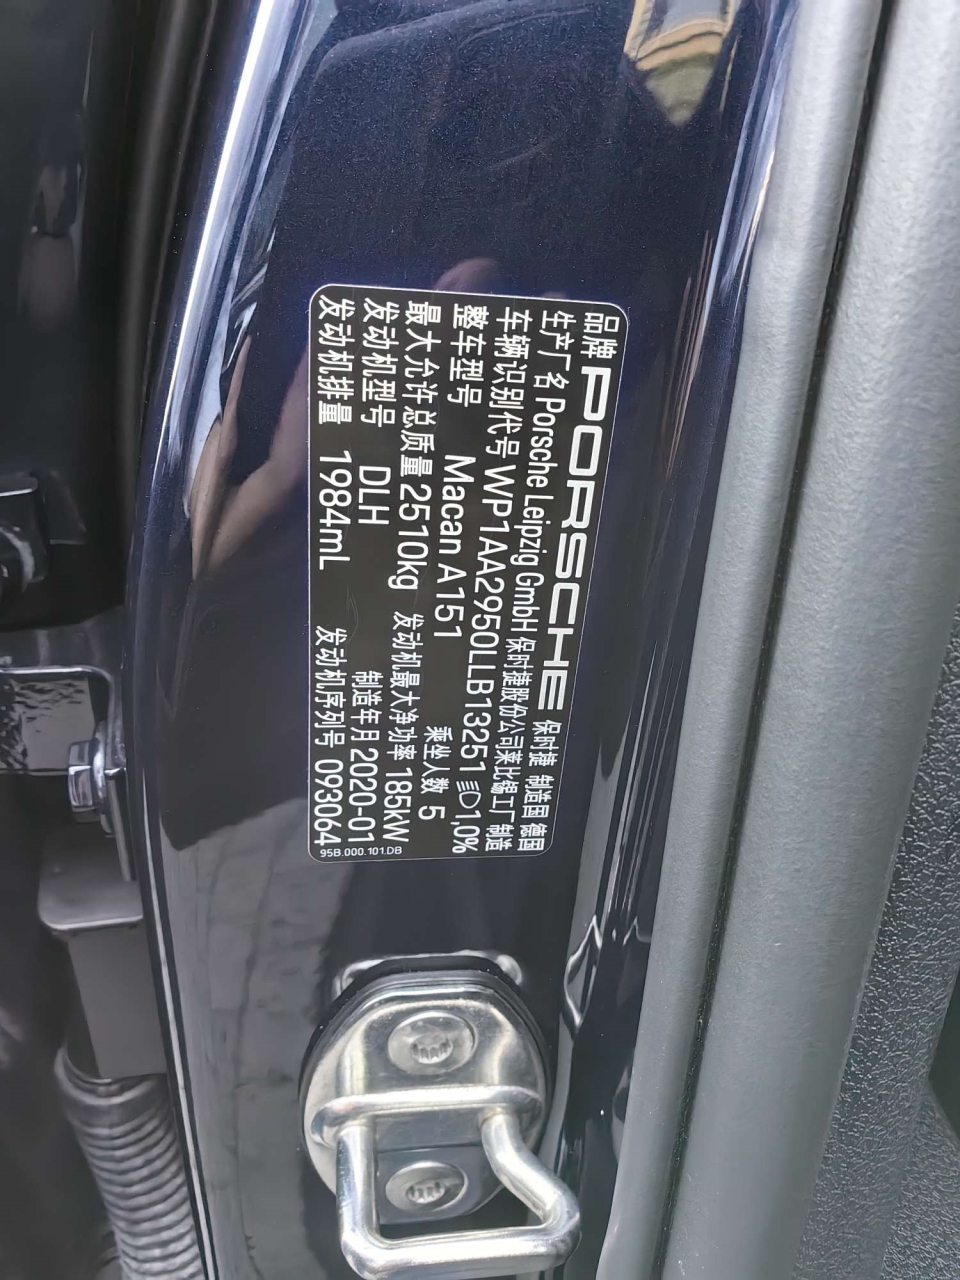 品牌 PORSCHE 保时捷 制造国 德国
生产厂名 Porsche Leipzig GmbH 保时捷股份公司莱比锡工厂制造
车辆识别代号 WP1AA2950LLB13251 1,0%
整车型号 Macan A151 乘坐人数 5
最大允许总质量 2510kg 发动机最大净功率 185kW
发动机型号 DLH 制造年月 2020-01
发动机排量 1984mL 发动机序列号 093064
95B.000.101.DB